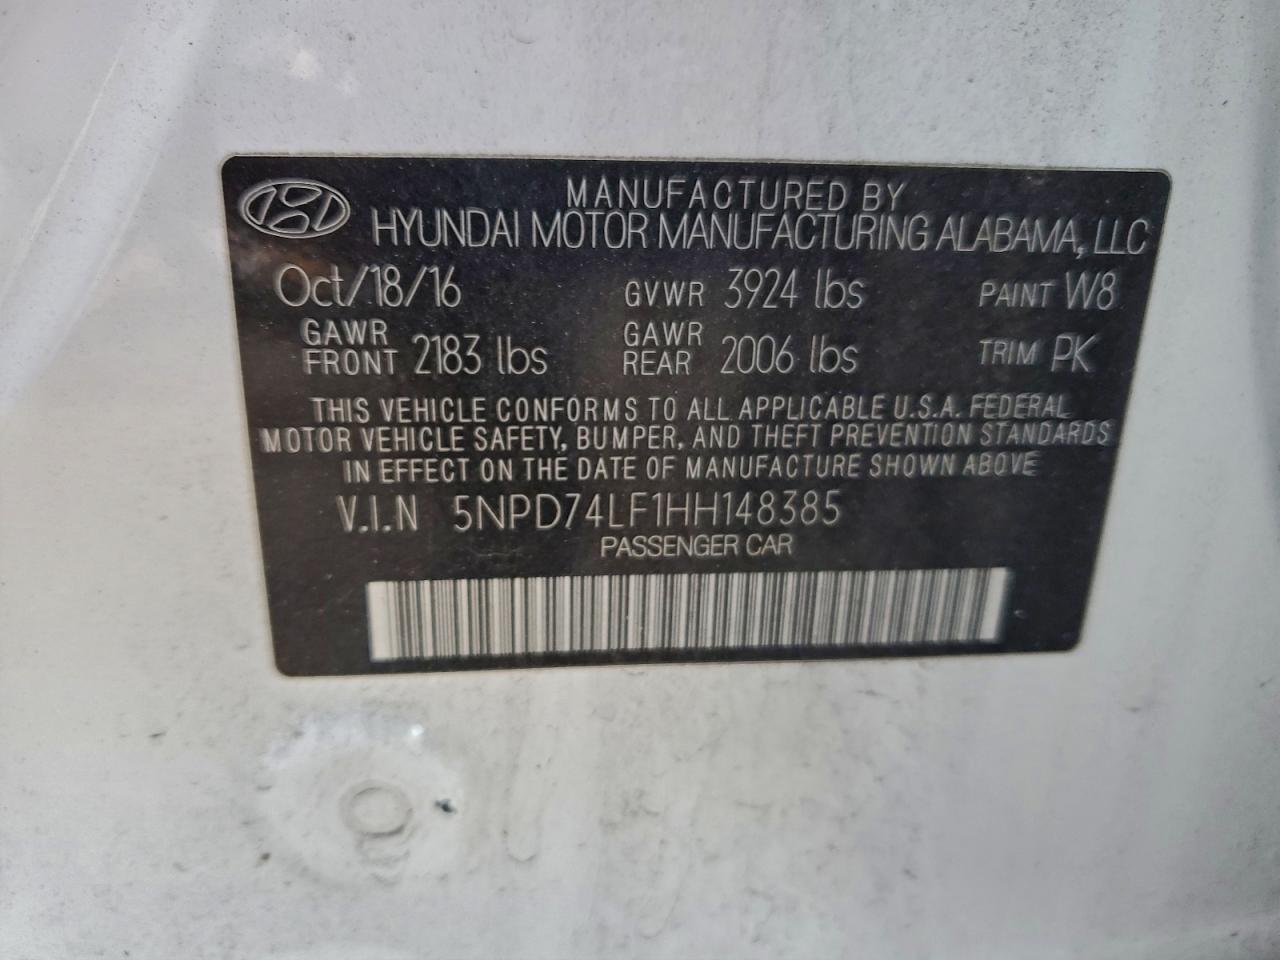 MANUFACTURED BY
HYUNDAI MOTOR MANUFACTURING ALABAMA, LLC
Oct/18/16 GVWR 3924 lbs PAINT W8
GAWR FRONT 2183 lbs GAWR REAR 2006 lbs TRIM PK
THIS VEHICLE CONFORMS TO ALL APPLICABLE U.S.A. FEDERAL
MOTOR VEHICLE SAFETY, BUMPER, AND THEFT PREVENTION STANDARDS
IN EFFECT ON THE DATE OF MANUFACTURE SHOWN ABOVE
V.I.N 5NPD74LF1HH148385
PASSENGER CAR